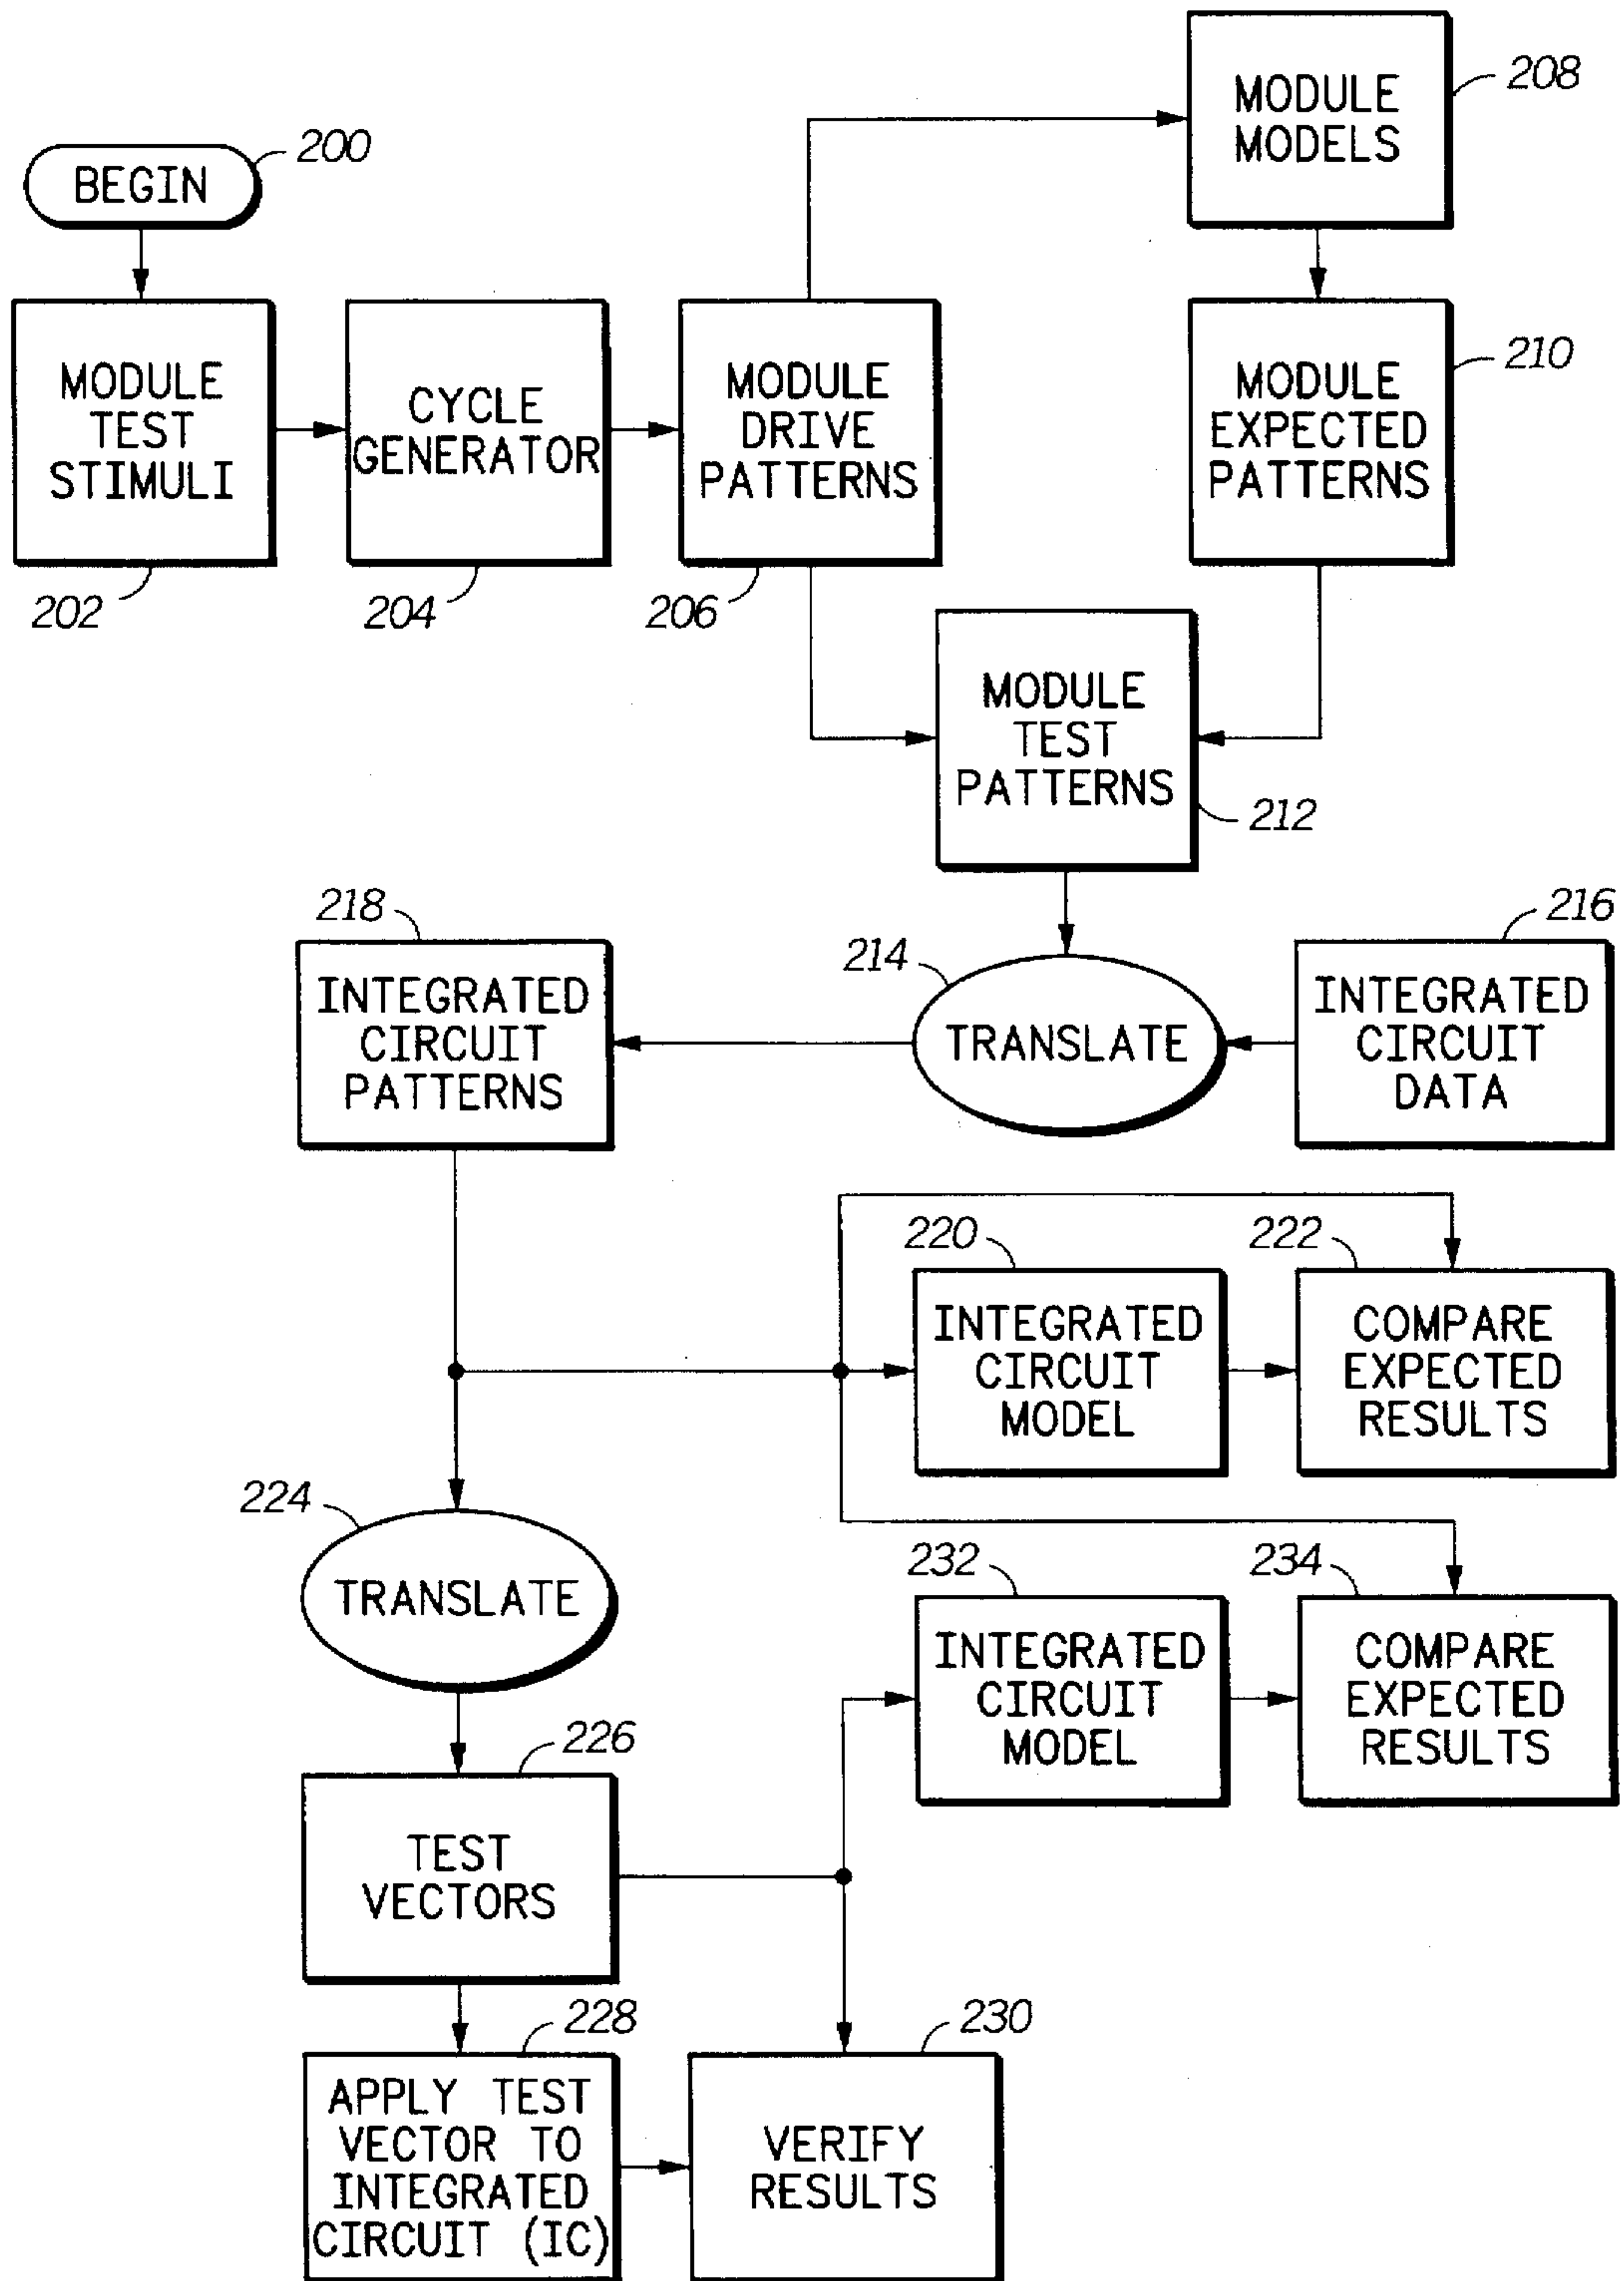 208
MODULE
MODELS
200
BEGIN
MODULE
TEST
STIMULI
202
CYCLE
GENERATOR
204
MODULE
DRIVE
PATTERNS
206
MODULE
EXPECTED
PATTERNS
210
MODULE
TEST
PATTERNS
212
218
INTEGRATED
CIRCUIT
PATTERNS
214
TRANSLATE
216
INTEGRATED
CIRCUIT
DATA
220
INTEGRATED
CIRCUIT
MODEL
222
COMPARE
EXPECTED
RESULTS
224
TRANSLATE
232
INTEGRATED
CIRCUIT
MODEL
234
COMPARE
EXPECTED
RESULTS
226
TEST
VECTORS
228
APPLY TEST
VECTOR TO
INTEGRATED
CIRCUIT (IC)
230
VERIFY
RESULTS